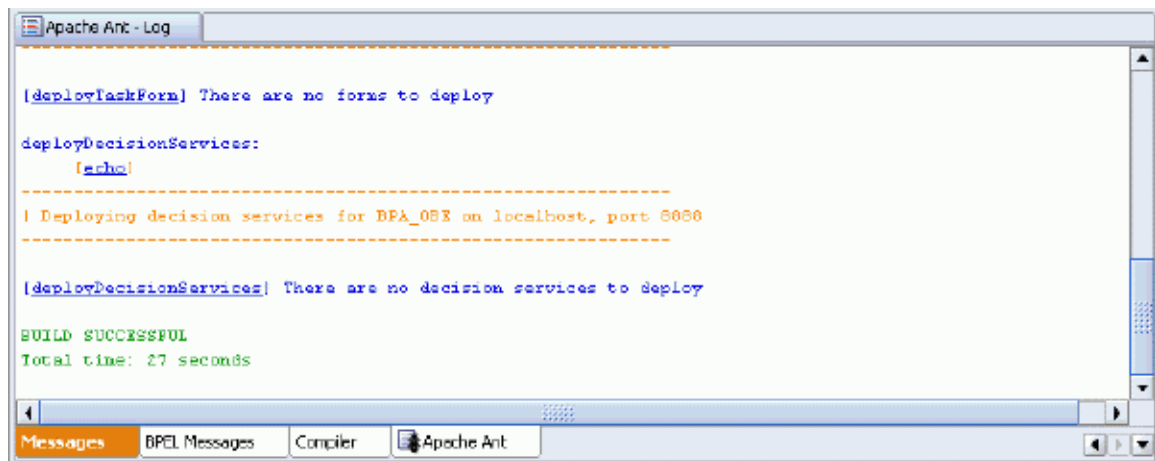 Apache Ant - Log
------------------------------------------------------------
[deployTaskForm] There are no forms to deploy
deployDecisionServices:
[echo]
------------------------------------------------------------
| Deploying decision services for BPA_OBE on localhost, port 8888
------------------------------------------------------------
[deployDecisionServices] There are no decision services to deploy
BUILD SUCCESSFUL
Total time: 27 seconds
Messages BPEL Messages Compiler Apache Ant